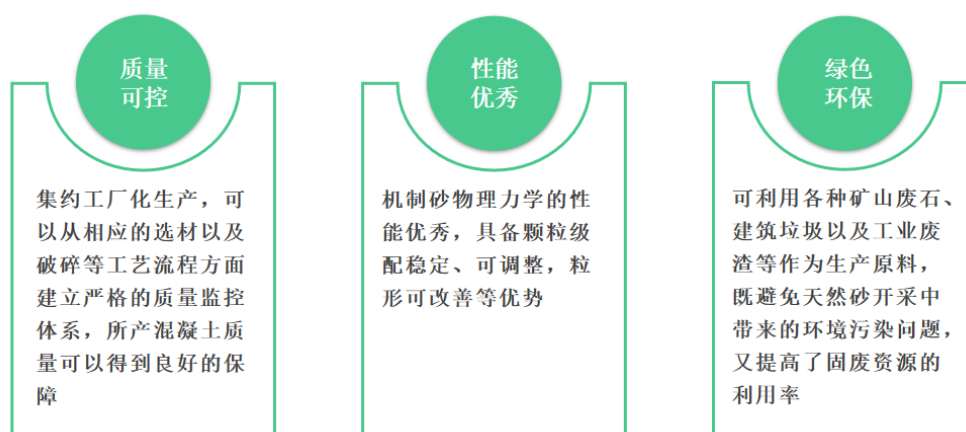 质量
可控
集约工厂化生产，可
以从相应的选材以及
破碎等工艺流程方面
建立严格的质量监控
体系，所产混凝土质
量可以得到良好的保
障
性能
优秀
机制砂物理力学的性
能优秀，具备颗粒级
配稳定、可调整，粒
形可改善等优势
绿色
环保
可利用各种矿山废石、
建筑垃圾以及工业废
渣等作为生产原料，
既避免天然砂开采中
带来的环境污染问题，
又提高了固废资源的
利用率